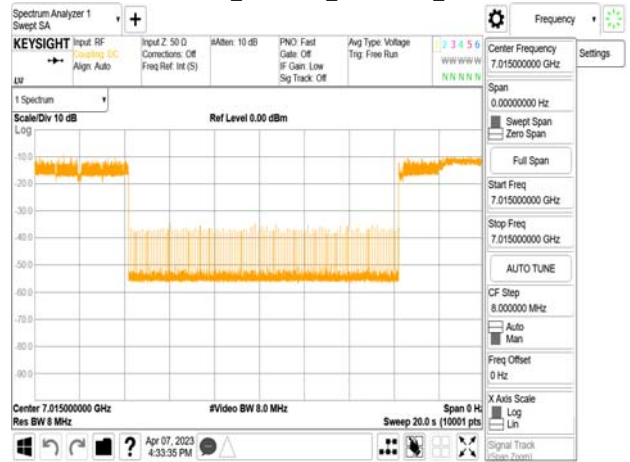 Spectrum Analyzer 1
Swept SA
Frequency
KEYSIGHT
Input: RF
Coupling: DC
Align: Auto
Input Z: 50 Ω
Corrections: Off
Freq Ref: Int (S)
#Atten: 10 dB
PNO: Fast
Gate: Off
IF Gain: Low
Sig Track: Off
Avg Type: Voltage
Trig: Free Run
2 3 4 5 6
W W W W W
N N N N N
LXI
Center Frequency
7.015000000 GHz
Settings
Span
0.00000000 Hz
Swept Span
Zero Span
Full Span
Start Freq
7.015000000 GHz
Stop Freq
7.015000000 GHz
AUTO TUNE
CF Step
8.000000 MHz
Auto
Man
Freq Offset
0 Hz
X Axis Scale
Log
Lin
Signal Track
(Span Zoom)
1 Spectrum
Scale/Div 10 dB
Ref Level 0.00 dBm
Log
-10.0
-20.0
-30.0
-40.0
-50.0
-60.0
-70.0
-80.0
-90.0
Center 7.015000000 GHz
#Video BW 8.0 MHz
Span 0 Hz
Res BW 8 MHz
Sweep 20.0 s (10001 pts
?
Apr 07, 2023
4:33:35 PM